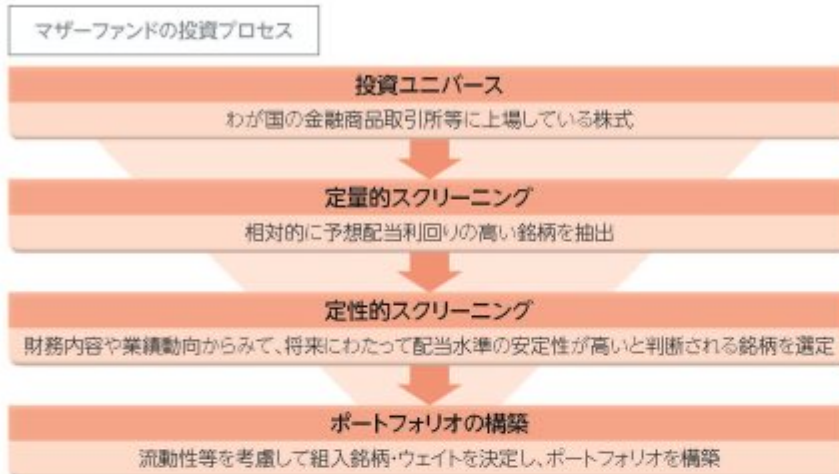 マザーファンドの投資プロセス
投資ユニバース
わが国の金融商品取引所等に上場している株式
定量的スクリーニング
相対的に予想配当利回りの高い銘柄を抽出
定性的スクリーニング
財務内容や業績動向からみて、将来にわたって配当水準の安定性が高いと判断される銘柄を選定
ポートフォリオの構築
流動性等を考慮して組入銘柄・ウェイトを決定し、ポートフォリオを構築